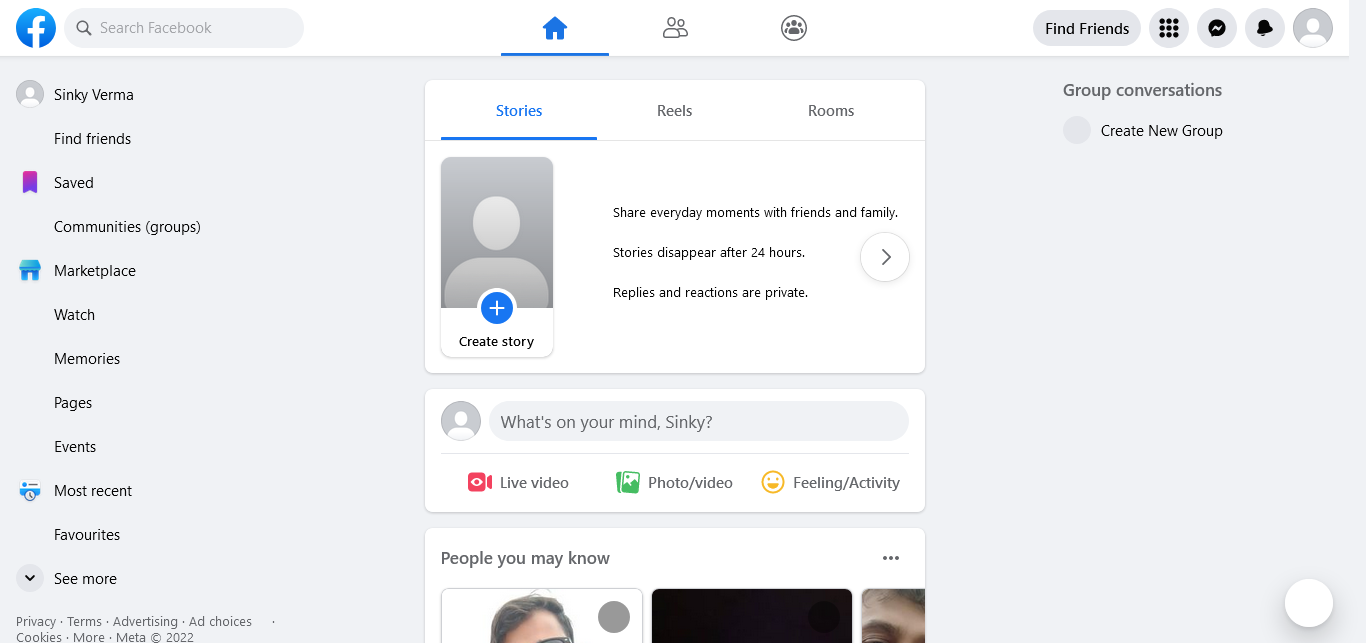 Search Facebook
Find Friends
Sinky Verma
Find friends
Saved
Communities (groups)
Marketplace
Watch
Memories
Pages
Events
Most recent
Favourites
See more
Privacy · Terms · Advertising · Ad choices ·
Cookies · More · Meta © 2022
Stories
Reels
Rooms
Create story
Share everyday moments with friends and family.
Stories disappear after 24 hours.
Replies and reactions are private.
What's on your mind, Sinky?
Live video
Photo/video
Feeling/Activity
People you may know
Group conversations
Create New Group